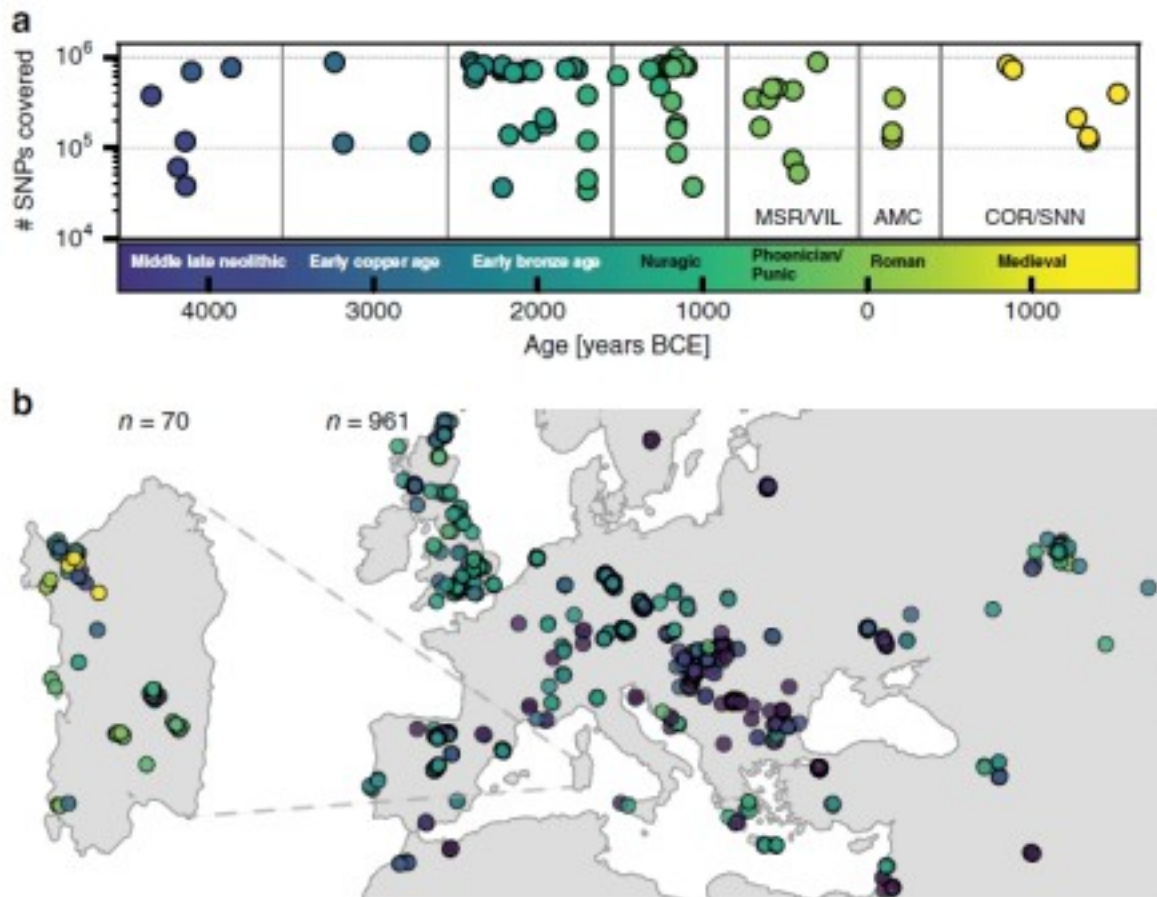 a
# SNPs covered
10⁶
10⁵
10⁴
MSR/VIL AMC COR/SNN
Middle late neolithic Early copper age Early bronze age Nuragic Phoenician/
Punic Roman Medieval
4000 3000 2000 1000 0 1000
Age [years BCE]
b
n = 70 n = 961